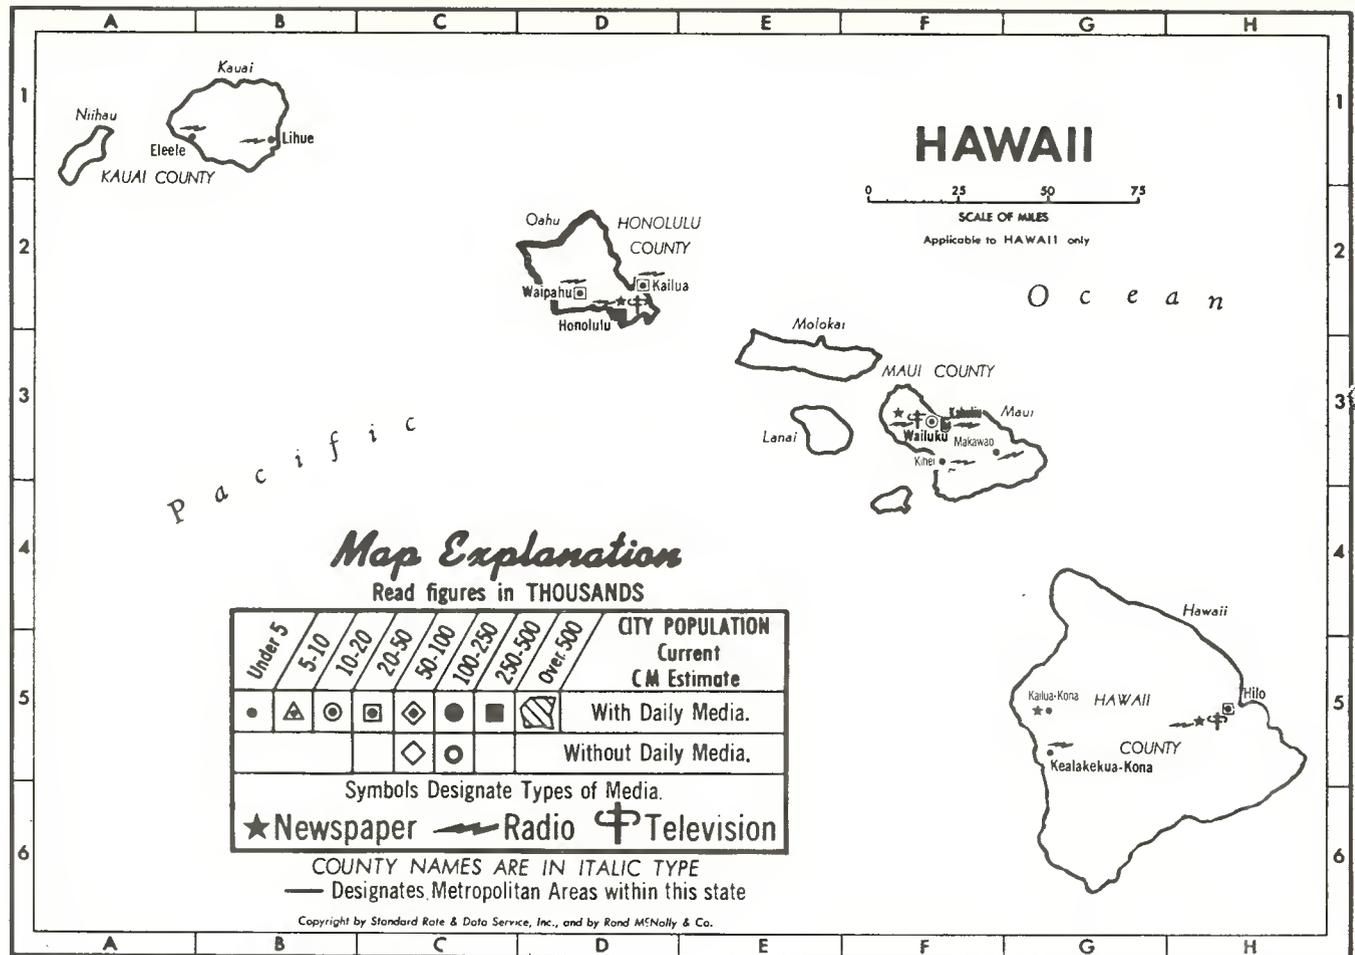 A B C D E F G H
1 1
Kauai
Niihau
Eleele
Lihue
KAUAI COUNTY
HAWAII
0 25 50 75
SCALE OF MILES
Applicable to HAWAII only
2 2
Oahu
HONOLULU
COUNTY
Waipahu
Kailua
Honolulu
Ocean
Molokai
MAUI COUNTY
3 3
Kahului
Maui
Lanai
Wailuku
Makawao
Kihei
Pacific
4 4
Map Explanation
Read figures in THOUSANDS
Under 5
5-10
10-20
20-50
50-100
100-250
250-500
Over 500
CITY POPULATION
Current
CM Estimate
With Daily Media.
Without Daily Media.
Symbols Designate Types of Media.
Newspaper Radio Television
COUNTY NAMES ARE IN ITALIC TYPE
Designates Metropolitan Areas within this state
Copyright by Standard Rate & Data Service, Inc., and by Rand McNally & Co.
Hawaii
5 5
Kailua-Kona
HAWAII
Hilo
COUNTY
Kealakekua-Kona
6 6
A B C D E F G H